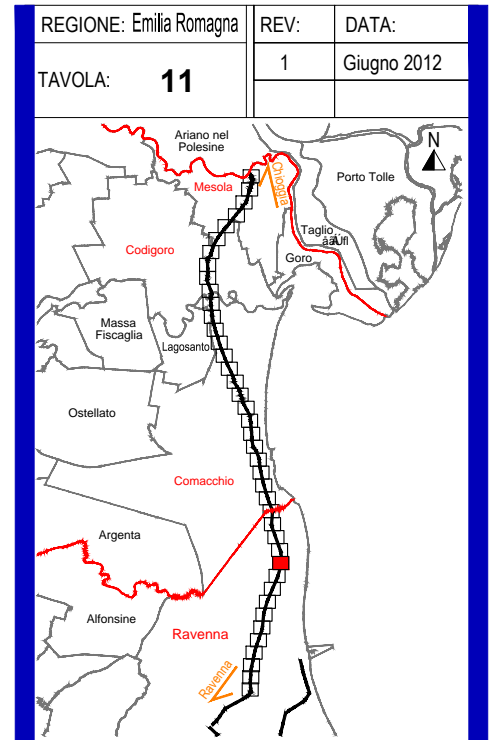 REGIONE: Emilia Romagna
REV:
DATA:
TAVOLA: 11
1
Giugno 2012
Ariano nel
Polesine
N
Mesola
Chioggia
Porto Tolle
Codigoro
Taglio
Goro
Massa
Fiscaglia
Lagosanto
Ostellato
Comacchio
Argenta
Alfonsine
Ravenna
Ravenna